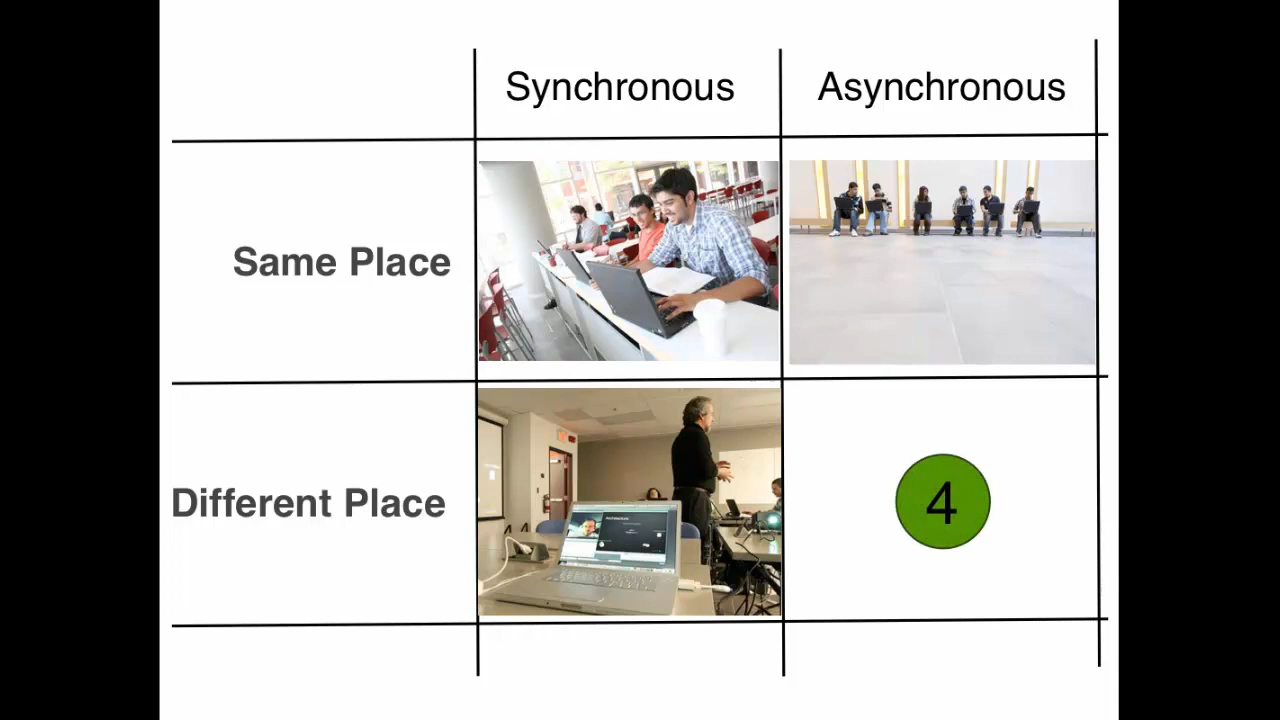 Synchronous
Asynchronous
Same Place
Different Place
4